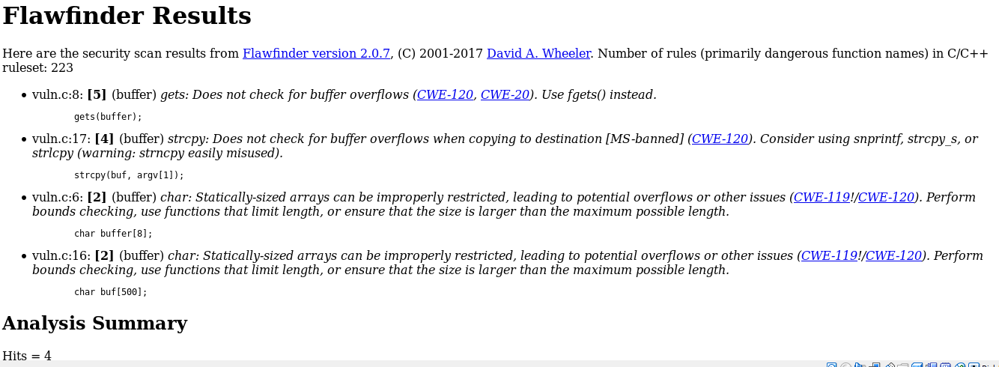 Flawfinder Results
Here are the security scan results from Flawfinder version 2.0.7, (C) 2001-2017 David A. Wheeler. Number of rules (primarily dangerous function names) in C/C++
ruleset: 223
• vuln.c:8: [5] (buffer) gets: Does not check for buffer overflows (CWE-120, CWE-20). Use fgets() instead.
gets(buffer);
• vuln.c:17: [4] (buffer) strcpy: Does not check for buffer overflows when copying to destination [MS-banned] (CWE-120). Consider using snprintf, strcpy_s, or
strlcpy (warning: strncpy easily misused).
strcpy(buf, argv[1]);
• vuln.c:6: [2] (buffer) char: Statically-sized arrays can be improperly restricted, leading to potential overflows or other issues (CWE-119!/CWE-120). Perform
bounds checking, use functions that limit length, or ensure that the size is larger than the maximum possible length.
char buffer[8];
• vuln.c:16: [2] (buffer) char: Statically-sized arrays can be improperly restricted, leading to potential overflows or other issues (CWE-119!/CWE-120). Perform
bounds checking, use functions that limit length, or ensure that the size is larger than the maximum possible length.
char buf[500];
Analysis Summary
Hits = 4